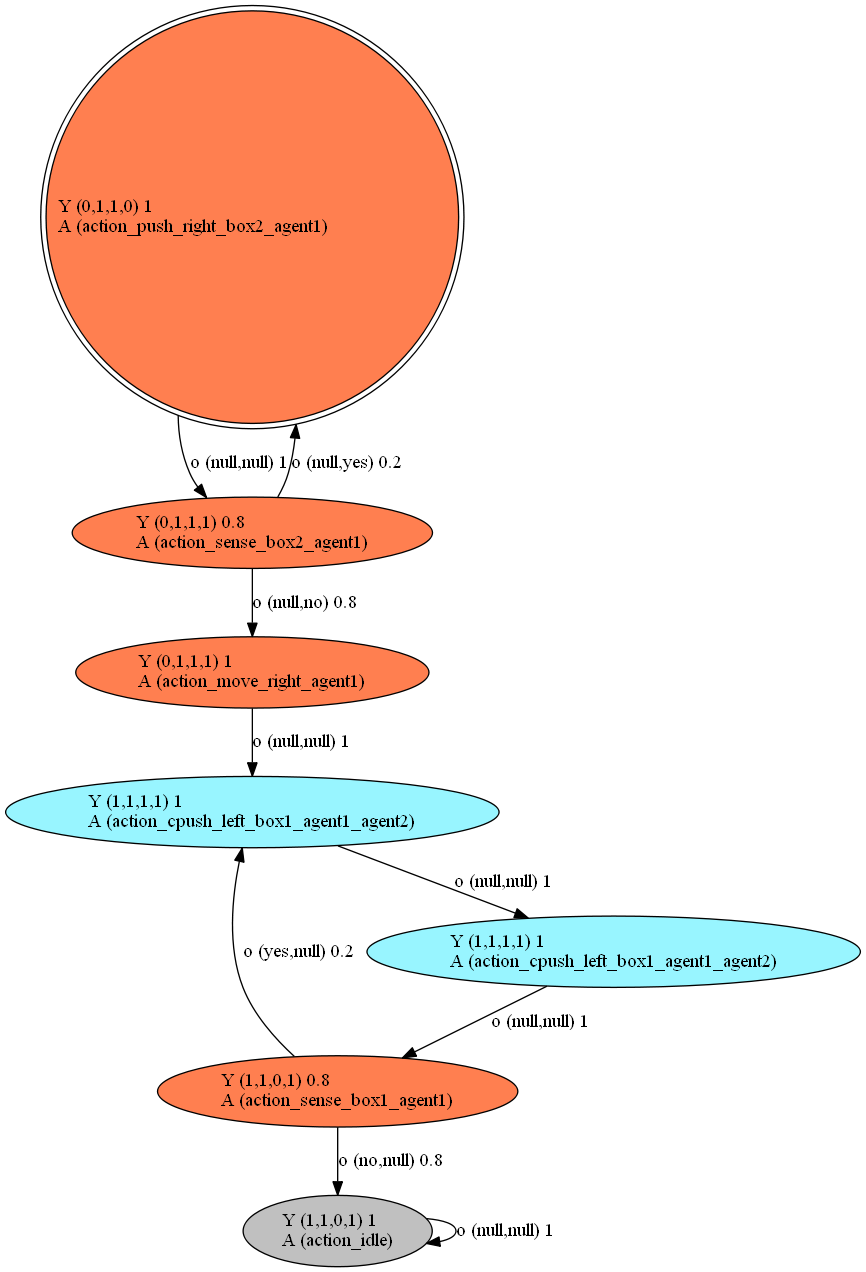 Y (0,1,1,0) 1
A (action_push_right_box2_agent1)
o (null,null) 1
o (null,yes) 0.2
Y (0,1,1,1) 0.8
A (action_sense_box2_agent1)
o (null,no) 0.8
Y (0,1,1,1) 1
A (action_move_right_agent1)
o (null,null) 1
Y (1,1,1,1) 1
A (action_cpush_left_box1_agent1_agent2)
o (null,null) 1
o (yes,null) 0.2
Y (1,1,1,1) 1
A (action_cpush_left_box1_agent1_agent2)
o (null,null) 1
Y (1,1,0,1) 0.8
A (action_sense_box1_agent1)
o (no,null) 0.8
Y (1,1,0,1) 1
A (action_idle)
o (null,null) 1